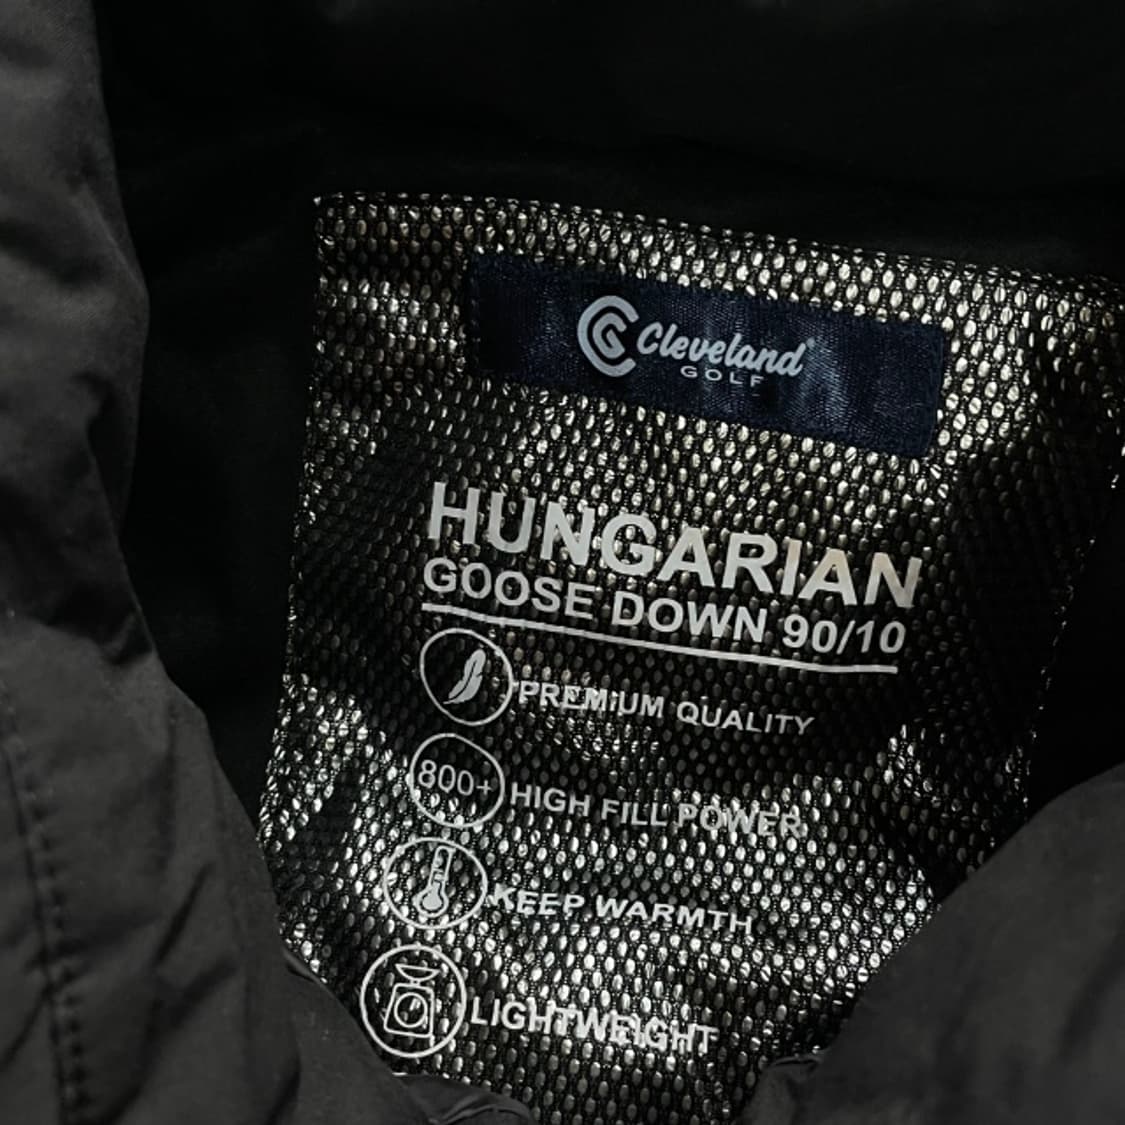 Cleveland
GOLF
HUNGARIAN
GOOSE DOWN 90/10
PREMIUM QUALITY
800+ HIGH FILL POWER
KEEP WARMTH
LIGHTWEIGHT